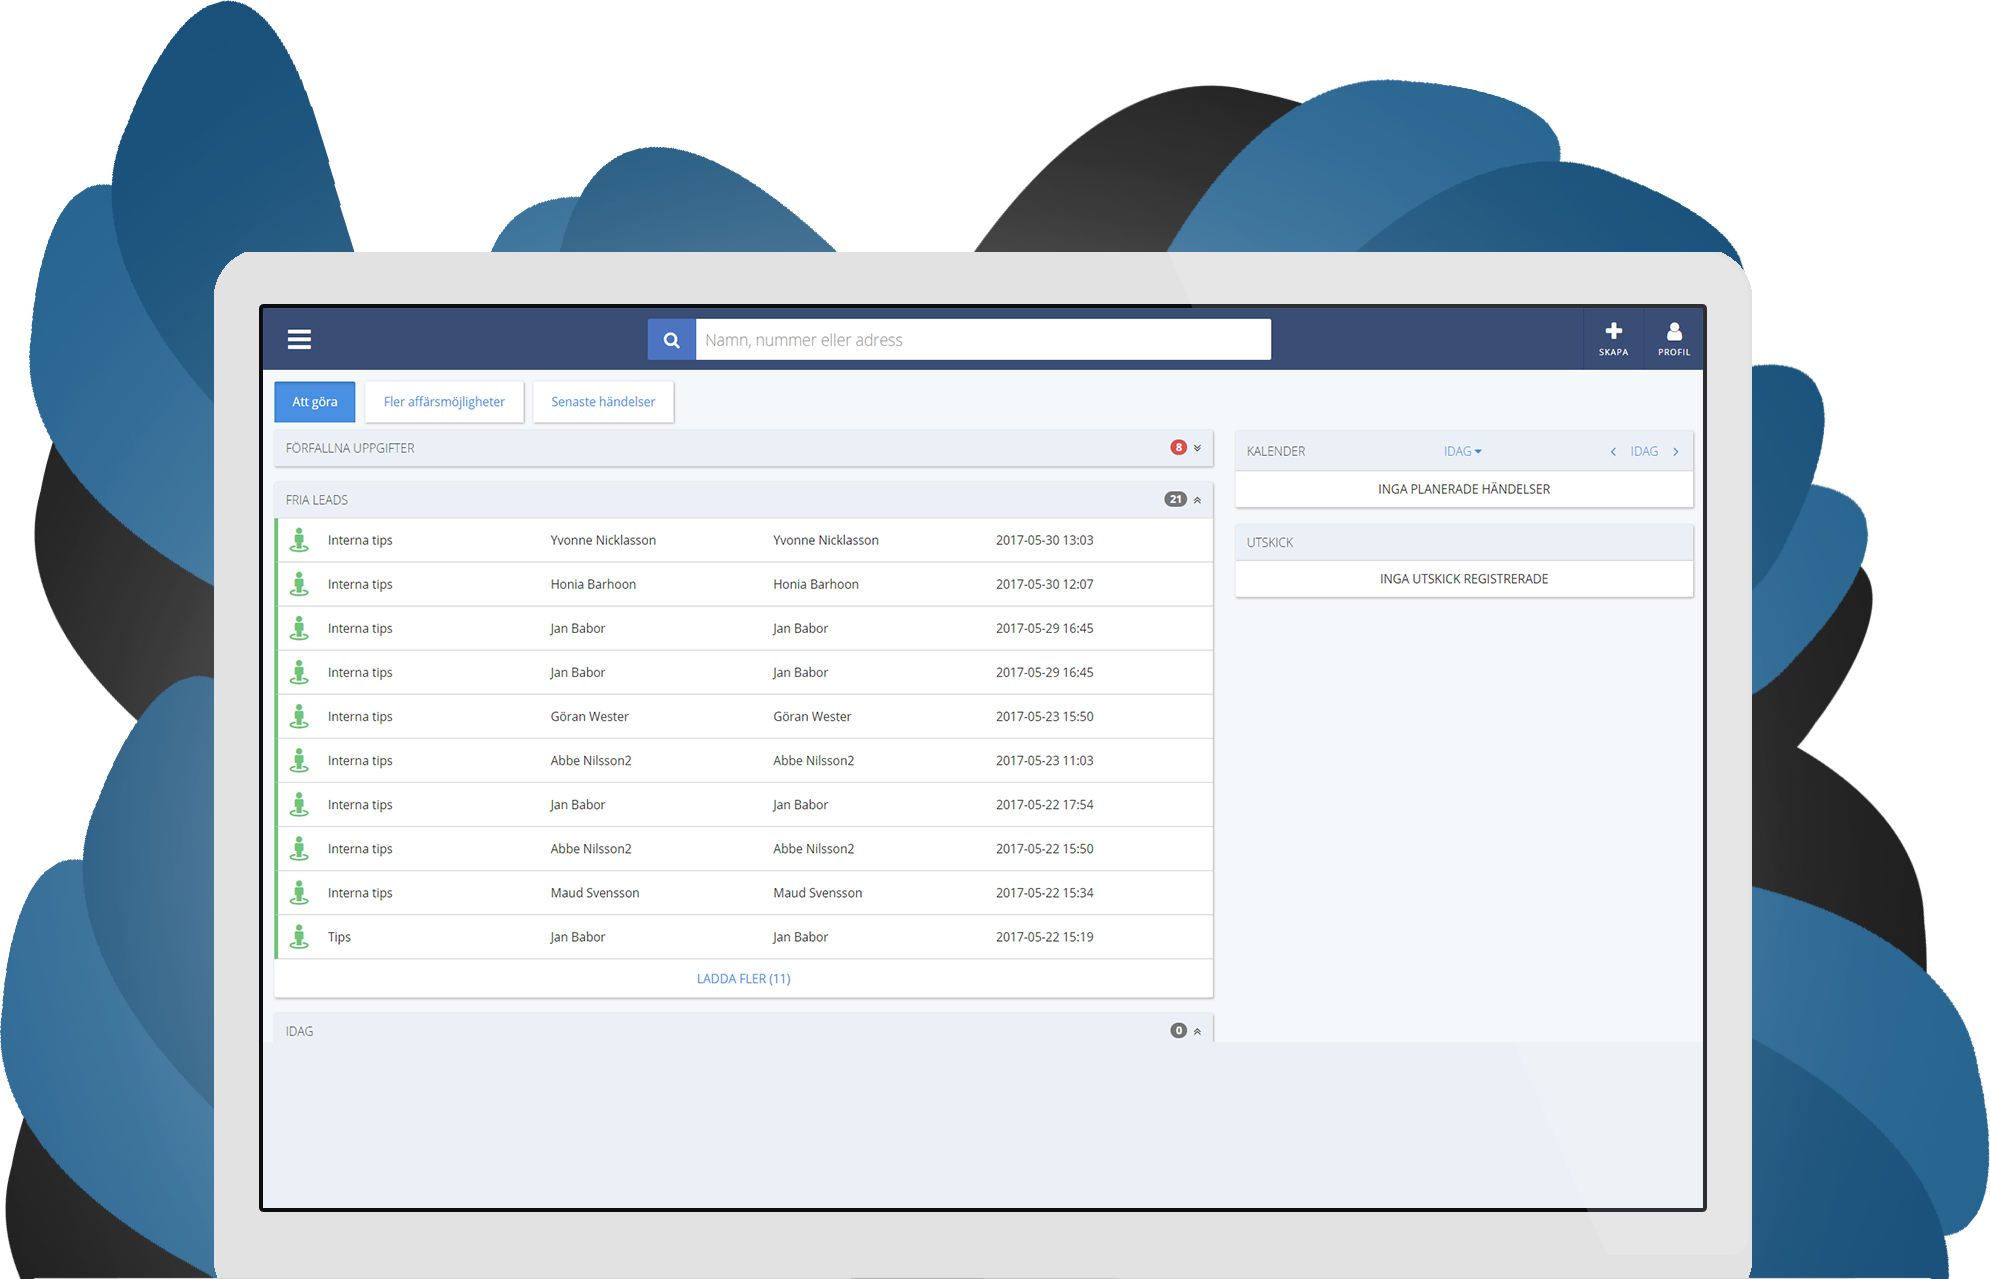 Namn, nummer eller adress
SKAPA
PROFIL
Att göra
Fler affärsmöjligheter
Senaste händelser
FÖRFALLNA UPPGIFTER 8
FRIA LEADS 21
Interna tips Yvonne Nicklasson Yvonne Nicklasson 2017-05-30 13:03
Interna tips Honia Barhoon Honia Barhoon 2017-05-30 12:07
Interna tips Jan Babor Jan Babor 2017-05-29 16:45
Interna tips Jan Babor Jan Babor 2017-05-29 16:45
Interna tips Göran Wester Göran Wester 2017-05-23 15:50
Interna tips Abbe Nilsson2 Abbe Nilsson2 2017-05-23 11:03
Interna tips Jan Babor Jan Babor 2017-05-22 17:54
Interna tips Abbe Nilsson2 Abbe Nilsson2 2017-05-22 15:50
Interna tips Maud Svensson Maud Svensson 2017-05-22 15:34
Tips Jan Babor Jan Babor 2017-05-22 15:19
LADDA FLER (11)
IDAG 0
KALENDER IDAG IDAG
INGA PLANERADE HÄNDELSER
UTSKICK
INGA UTSKICK REGISTRERADE